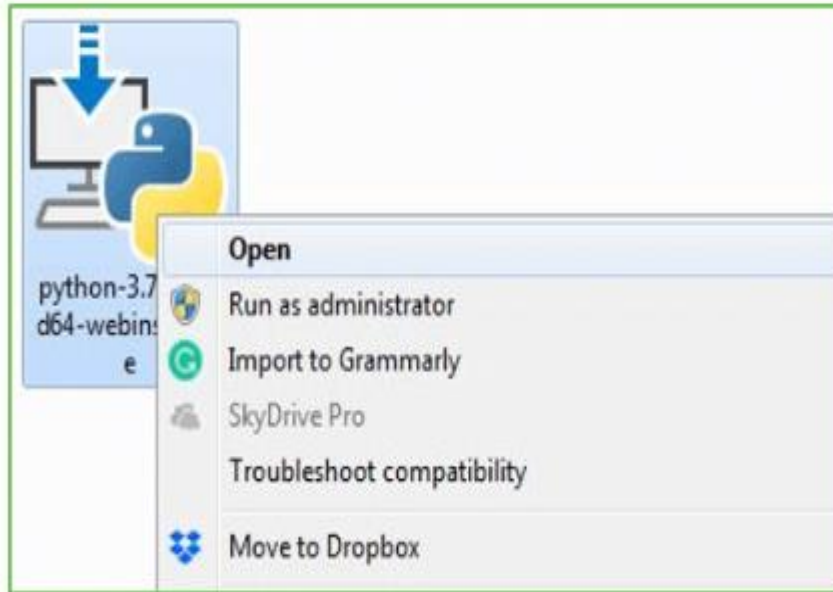 python-3.7
d64-webins
e
Open
Run as administrator
Import to Grammarly
SkyDrive Pro
Troubleshoot compatibility
Move to Dropbox